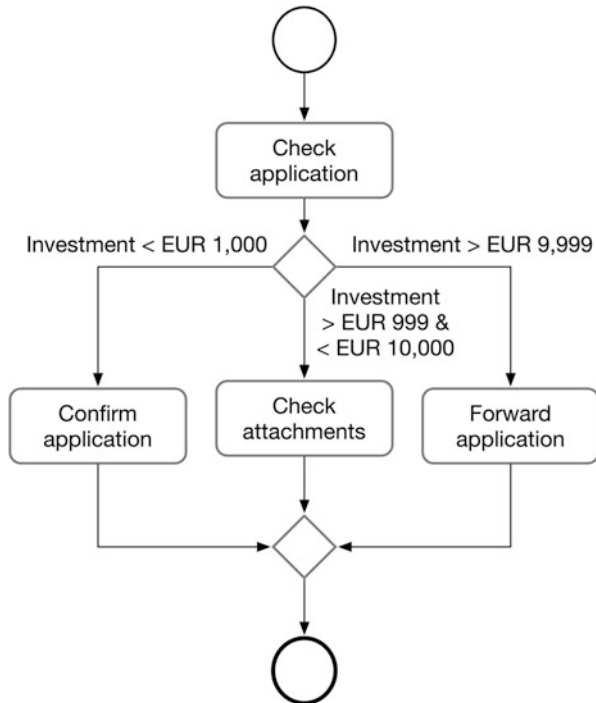 Check
application
Investment < EUR 1,000
Investment > EUR 9,999
Investment
> EUR 999 &
< EUR 10,000
Confirm
application
Check
attachments
Forward
application